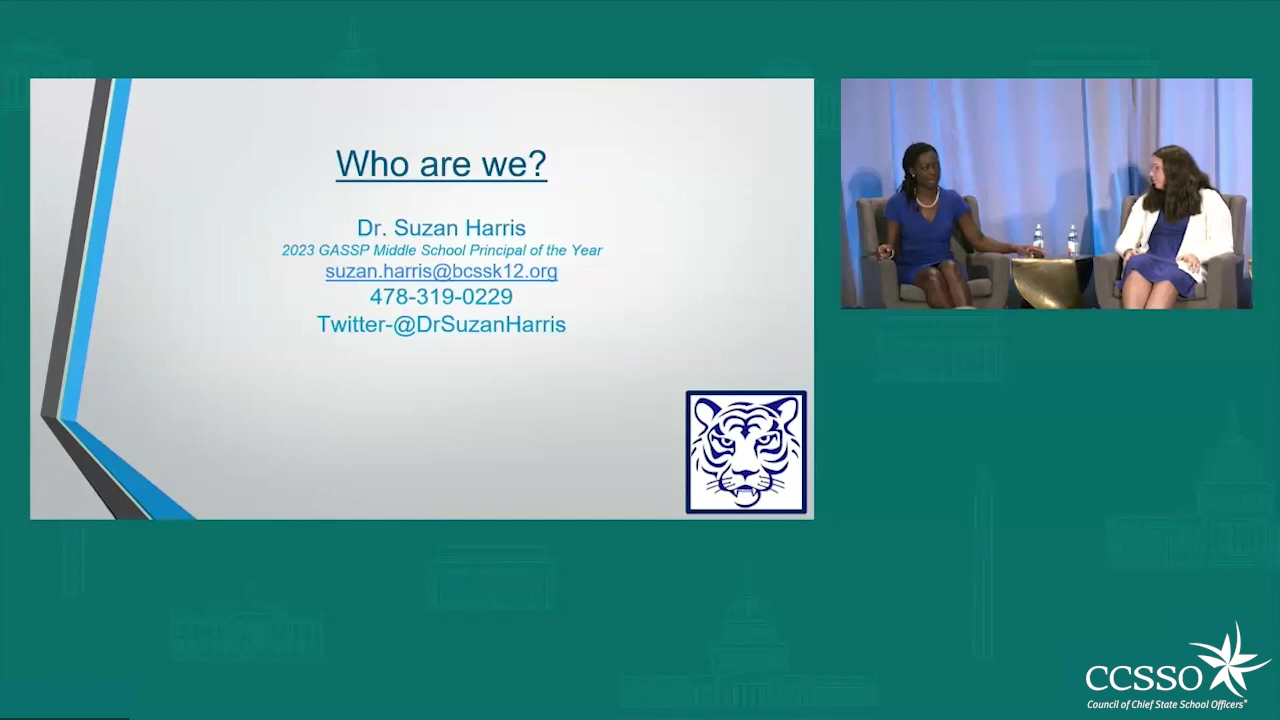 Who are we?
Dr. Suzan Harris
2023 GASSP Middle School Principal of the Year
suzan.harris@bcssk12.org
478-319-0229
Twitter-@DrSuzanHarris
CCSSO
Council of Chief State School Officers®